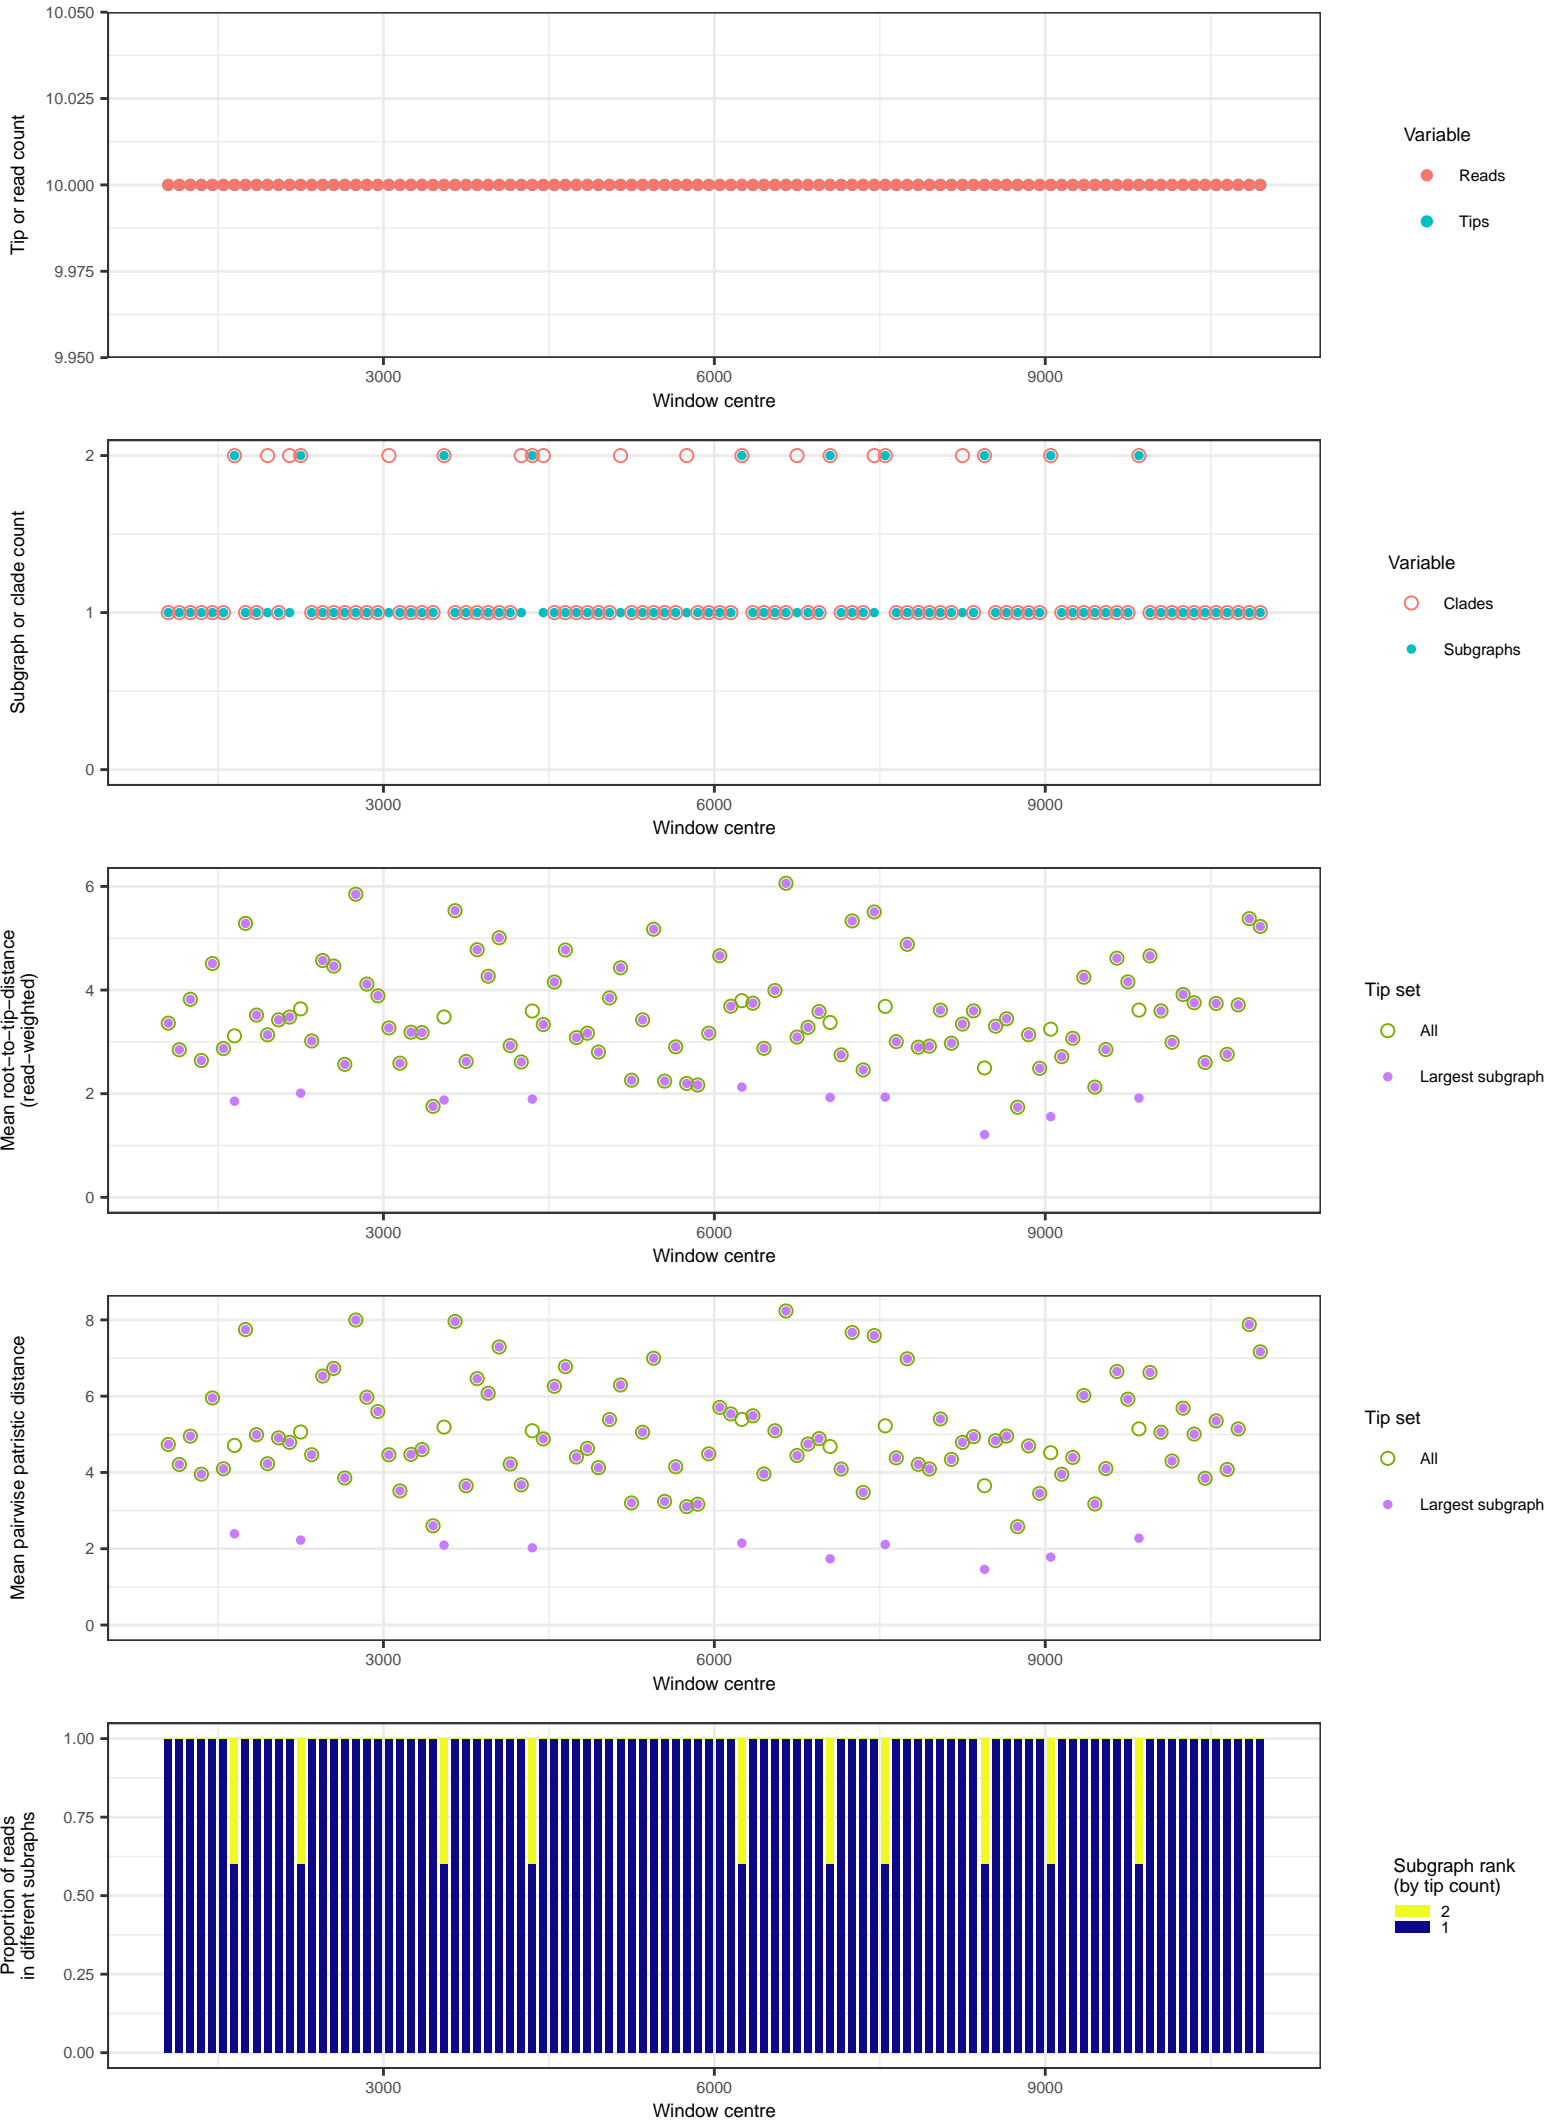 10.050
10.025
10.000
9.975
9.950
Tip or read count
3000
6000
9000
Window centre
Variable
Reads
Tips
2
1
0
Subgraph or clade count
3000
6000
9000
Window centre
Variable
Clades
Subgraphs
6
4
2
0
Mean root−to−tip−distance
(read−weighted)
3000
6000
9000
Window centre
Tip set
All
Largest subgraph
8
6
4
2
0
Mean pairwise patristic distance
3000
6000
9000
Window centre
Tip set
All
Largest subgraph
1.00
0.75
0.50
0.25
0.00
Proportion of reads
in different subraphs
3000
6000
9000
Window centre
Subgraph rank
(by tip count)
2
1